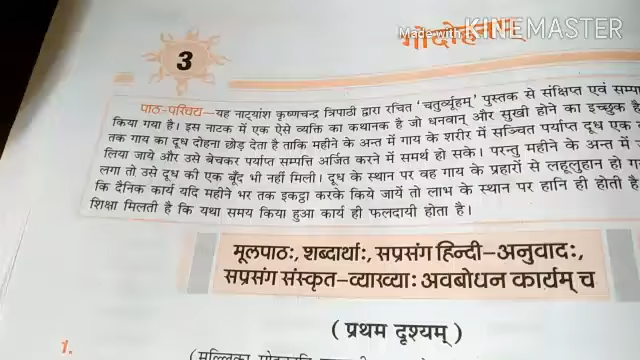 Made with KINEMASTER
गोदोहनम्
3
पाठ-परिचय—यह नाट्यांश कृष्णचन्द्र त्रिपाठी द्वारा रचित 'चतुर्व्यूहम्' पुस्तक से संक्षिप्त एवं सम्पा
किया गया है। इस नाटक में एक ऐसे व्यक्ति का कथानक है जो धनवान् और सुखी होने का इच्छुक है
तक गाय का दूध दोहना छोड़ देता है ताकि महीने के अन्त में गाय के शरीर में सञ्चित पर्याप्त दूध एक
लिया जाये और उसे बेचकर पर्याप्त सम्पत्ति अर्जित करने में समर्थ हो सके। परन्तु महीने के अन्त में
लगा तो उसे दूध की एक बूँद भी नहीं मिली। दूध के स्थान पर वह गाय के प्रहारों से लहूलुहान हो
कि दैनिक कार्य यदि महीने भर तक इकट्ठा करके किये जायें तो लाभ के स्थान पर हानि ही होती है
शिक्षा मिलती है कि यथा समय किया हुआ कार्य ही फलदायी होता है।
मूलपाठः, शब्दार्थाः, सप्रसंग हिन्दी-अनुवादः,
सप्रसंग संस्कृत-व्याख्याः अवबोधन कार्यम् च
( प्रथम दृश्यम् )
1.